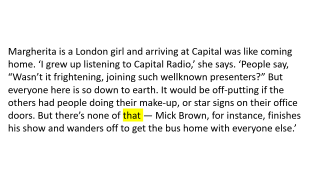 Margherita is a London girl and arriving at Capital was like coming
home. ‘I grew up listening to Capital Radio,’ she says. ‘People say,
“Wasn’t it frightening, joining such wellknown presenters?” But
everyone here is so down to earth. It would be off-putting if the
others had people doing their make-up, or star signs on their office
doors. But there’s none of that — Mick Brown, for instance, finishes
his show and wanders off to get the bus home with everyone else.’